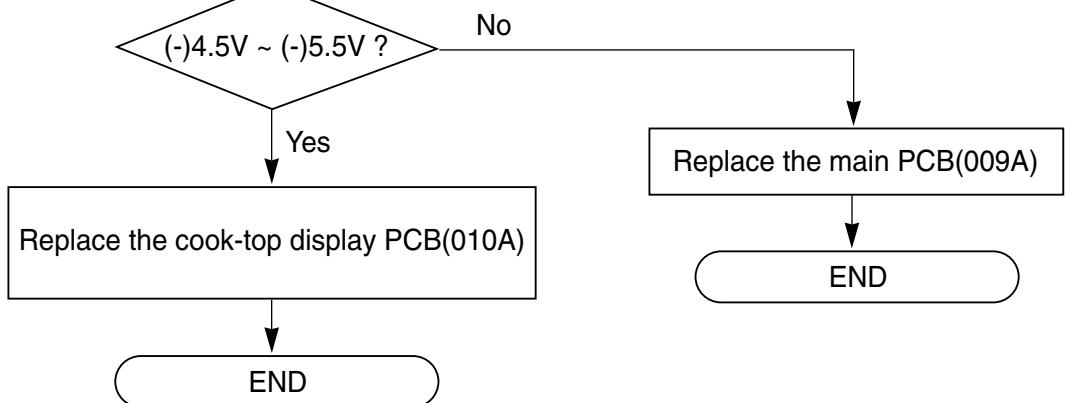 (-)4.5V ~ (-)5.5V ?
No
Yes
Replace the main PCB(009A)
Replace the cook-top display PCB(010A)
END
END